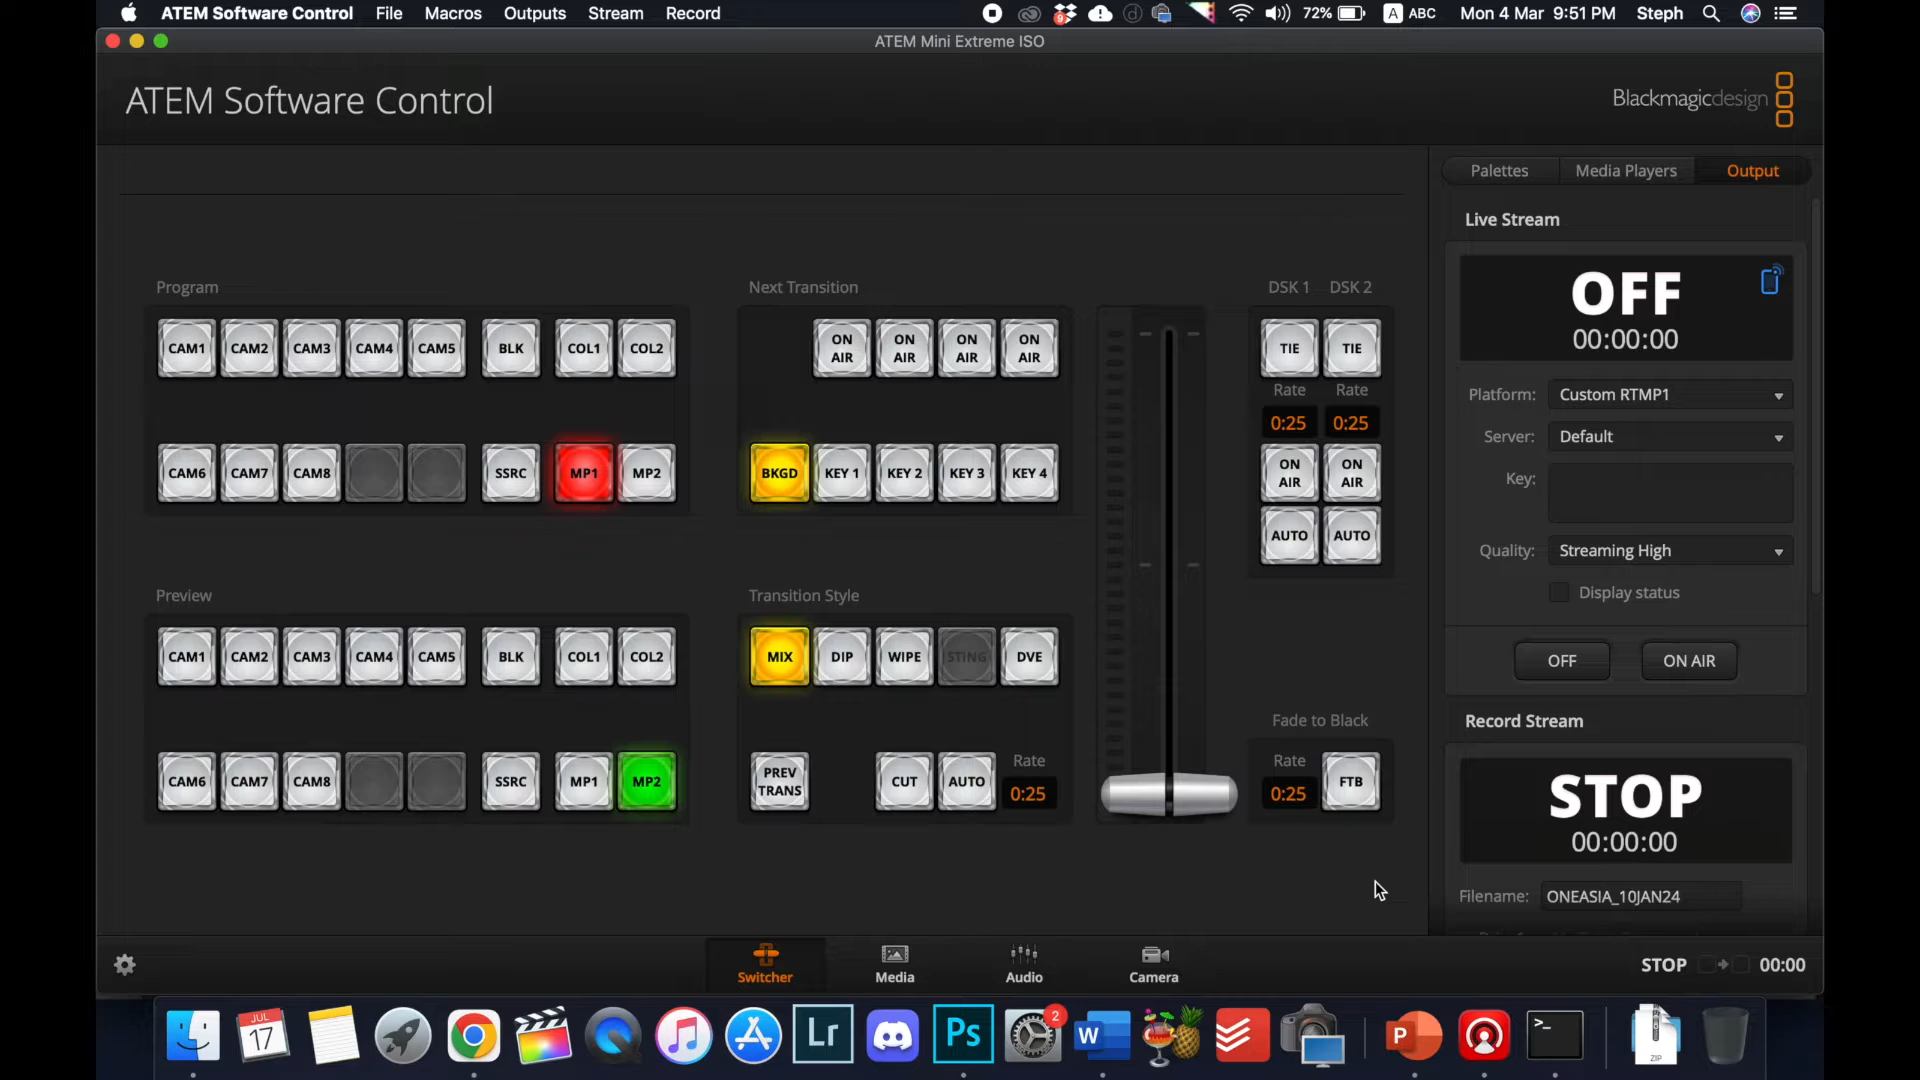 ATEM Software Control File Macros Outputs Stream Record 9 72% A ABC Mon 4 Mar 9:51 PM Steph
ATEM Mini Extreme ISO
ATEM Software Control
Blackmagicdesign
Palettes Media Players Output
Live Stream
OFF
00:00:00
Platform: Custom RTMP1
Server: Default
Key:
Quality: Streaming High
Display status
OFF ON AIR
Record Stream
STOP
00:00:00
Filename: ONEASIA_10JAN24
Program
CAM1 CAM2 CAM3 CAM4 CAM5 BLK COL1 COL2
CAM6 CAM7 CAM8 SSRC MP1 MP2
Next Transition
ON AIR ON AIR ON AIR ON AIR
BKGD KEY 1 KEY 2 KEY 3 KEY 4
DSK 1 DSK 2
TIE TIE
Rate Rate
0:25 0:25
ON AIR ON AIR
AUTO AUTO
Preview
CAM1 CAM2 CAM3 CAM4 CAM5 BLK COL1 COL2
CAM6 CAM7 CAM8 SSRC MP1 MP2
Transition Style
MIX DIP WIPE STING DVE
PREV TRANS CUT AUTO Rate 0:25
Fade to Black
Rate 0:25 FTB
Switcher Media Audio Camera
STOP 00:00
JUL 17
Lr
Ps
2
W
P
>_
ZIP